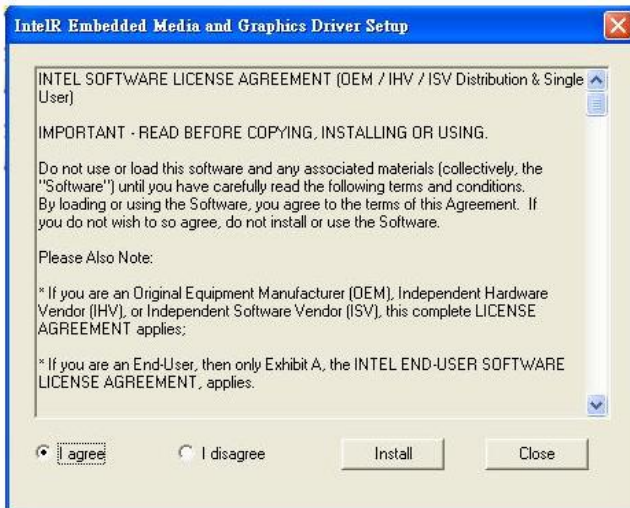 IntelR Embedded Media and Graphics Driver Setup
INTEL SOFTWARE LICENSE AGREEMENT (OEM / IHV / ISV Distribution & Single
User)
IMPORTANT - READ BEFORE COPYING, INSTALLING OR USING.
Do not use or load this software and any associated materials (collectively, the
"Software") until you have carefully read the following terms and conditions.
By loading or using the Software, you agree to the terms of this Agreement. If
you do not wish to so agree, do not install or use the Software.
Please Also Note:
* If you are an Original Equipment Manufacturer (OEM), Independent Hardware
Vendor (IHV), or Independent Software Vendor (ISV), this complete LICENSE
AGREEMENT applies;
* If you are an End-User, then only Exhibit A, the INTEL END-USER SOFTWARE
LICENSE AGREEMENT, applies.
I agree
I disagree
Install
Close